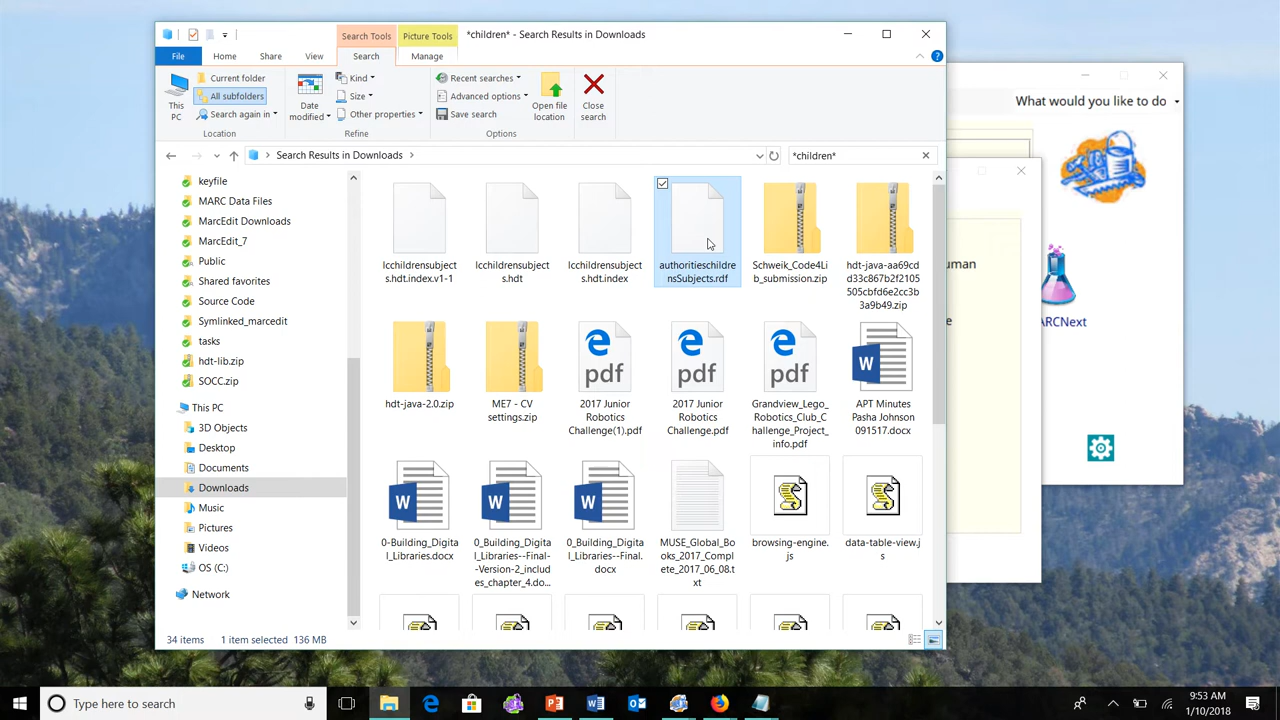 Search Tools
Picture Tools
*children* - Search Results in Downloads
File
Home
Share
View
Search
Manage
This PC
Current folder
All subfolders
Search again in
Location
Date modified
Kind
Size
Other properties
Refine
Recent searches
Advanced options
Save search
Open file location
Options
Close search
Search Results in Downloads
*children*
keyfile
MARC Data Files
MarcEdit Downloads
MarcEdit_7
Public
Shared favorites
Source Code
Symlinked_marcedit
tasks
hdt-lib.zip
SOCC.zip
This PC
3D Objects
Desktop
Documents
Downloads
Music
Pictures
Videos
OS (C:)
Network
lcchildrensubject
s.hdt.index.v1-1
lcchildrensubject
s.hdt
lcchildrensubject
s.hdt.index
authoritieschildre
nsSubjects.rdf
Schweik_Code4Li
b_submission.zip
hdt-java-aa69cd
d33c867b2f2105
505cbfd6e2cc3b
3a9b49.zip
hdt-java-2.0.zip
ME7 - CV
settings.zip
pdf
2017 Junior
Robotics
Challenge(1).pdf
pdf
2017 Junior
Robotics
Challenge.pdf
pdf
Grandview_Lego_
Robotics_Club_C
hallenge_Project_
info.pdf
W
APT Minutes
Pasha Johnson
091517.docx
W
0-Building_Digita
l_Libraries.docx
W
0_Building_Digita
l_Libraries--Final-
Version-2_includ
es_chapter_4.do...
W
0_Building_Digita
l_Libraries--Final.
docx
MUSE_Global_Bo
oks_2017_Compl
ete_2017_06_08.t
xt
browsing-engine.
js
data-table-view.j
s
34 items
1 item selected
136 MB
What would you like to do
uman
e
ARCNext
Type here to search
9:53 AM
1/10/2018